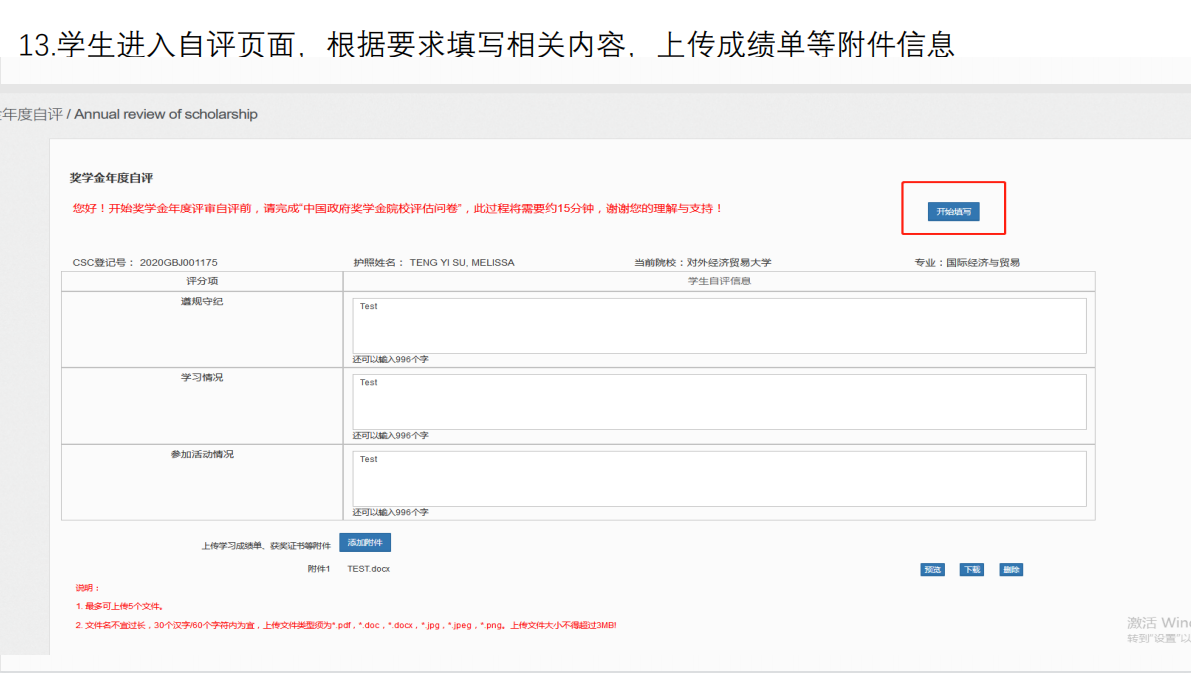 13.学生进入自评页面，根据要求填写相关内容，上传成绩单等附件信息
年度自评 / Annual review of scholarship
奖学金年度自评
您好！开始奖学金年度评审自评前，请完成"中国政府奖学金院校评估问卷"，此过程将需要约15分钟，谢谢您的理解与支持！
开始填写
CSC登记号： 2020GBJ001175 护照姓名： TENG YI SU, MELISSA 当前院校：对外经济贸易大学 专业：国际经济与贸易
评分项 学生自评信息
遵规守纪 Test
还可以输入996个字
学习情况 Test
还可以输入996个字
参加活动情况 Test
还可以输入996个字
上传学习成绩单、获奖证书等附件 添加附件
附件1 TEST.docx 预览 下载 删除
说明：
1. 最多可上传5个文件。
2. 文件名不宜过长，30个汉字/60个字符内为宜，上传文件类型须为*.pdf，*.doc，*.docx，*.jpg，*.jpeg，*.png。上传文件大小不得超过3MB!
激活 Win
转到"设置"以